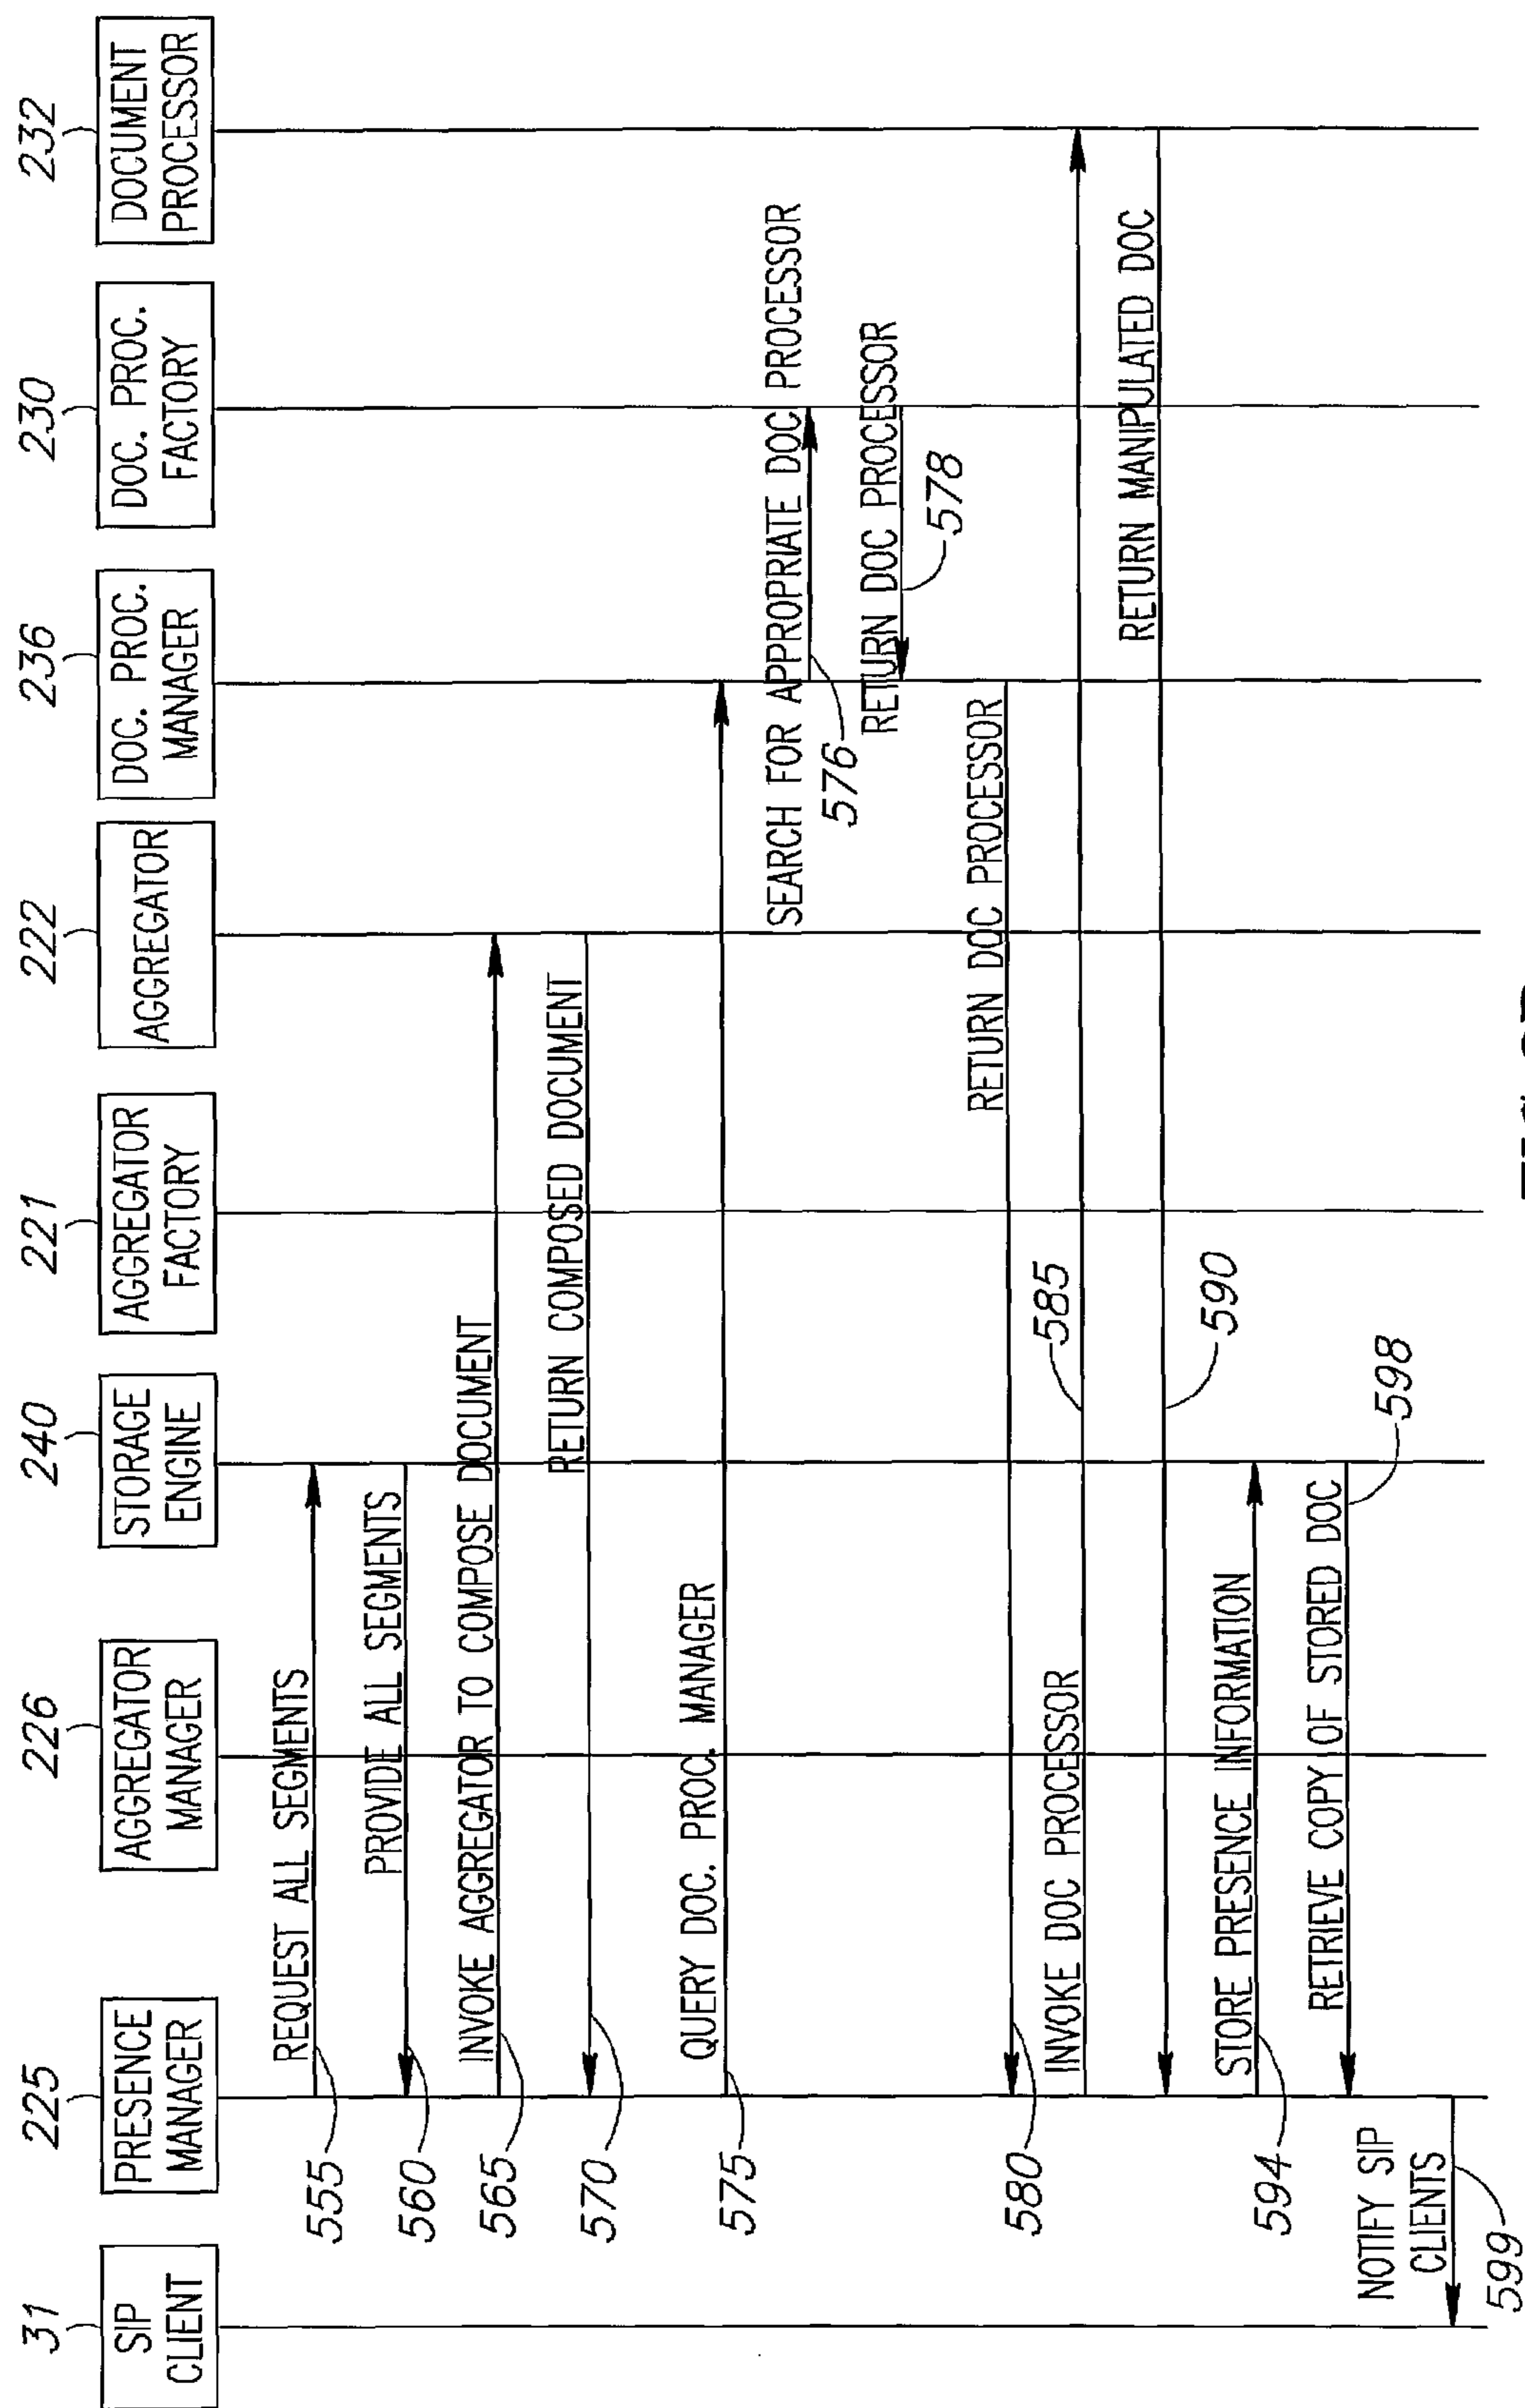 31
SIP
CLIENT
225
PRESENCE
MANAGER
226
AGGREGATOR
MANAGER
240
STORAGE
ENGINE
221
AGGREGATOR
FACTORY
222
AGGREGATOR
236
DOC. PROC.
MANAGER
230
DOC. PROC.
FACTORY
232
DOCUMENT
PROCESSOR
REQUEST ALL SEGMENTS
555
PROVIDE ALL SEGMENTS
560
INVOKE AGGREGATOR TO COMPOSE DOCUMENT
565
RETURN COMPOSED DOCUMENT
570
QUERY DOC. PROC. MANAGER
575
SEARCH FOR APPROPRIATE DOC PROCESSOR
576
RETURN DOC PROCESSOR
578
RETURN DOC PROCESSOR
580
INVOKE DOC PROCESSOR
585
RETURN MANIPULATED DOC
590
STORE PRESENCE INFORMATION
594
RETRIEVE COPY OF STORED DOC
598
NOTIFY SIP
CLIENTS
599